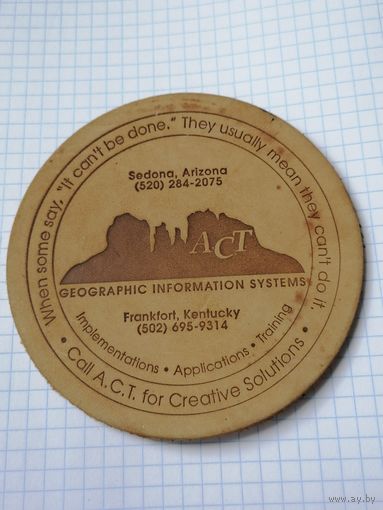 When some say, "It can't be done." They usually mean they can't do it.
Sedona, Arizona
(520) 284-2075
ACT
GEOGRAPHIC INFORMATION SYSTEMS
Frankfort, Kentucky
(502) 695-9314
Implementations • Applications • Training
• Call A.C.T. for Creative Solutions •
www.ay.by